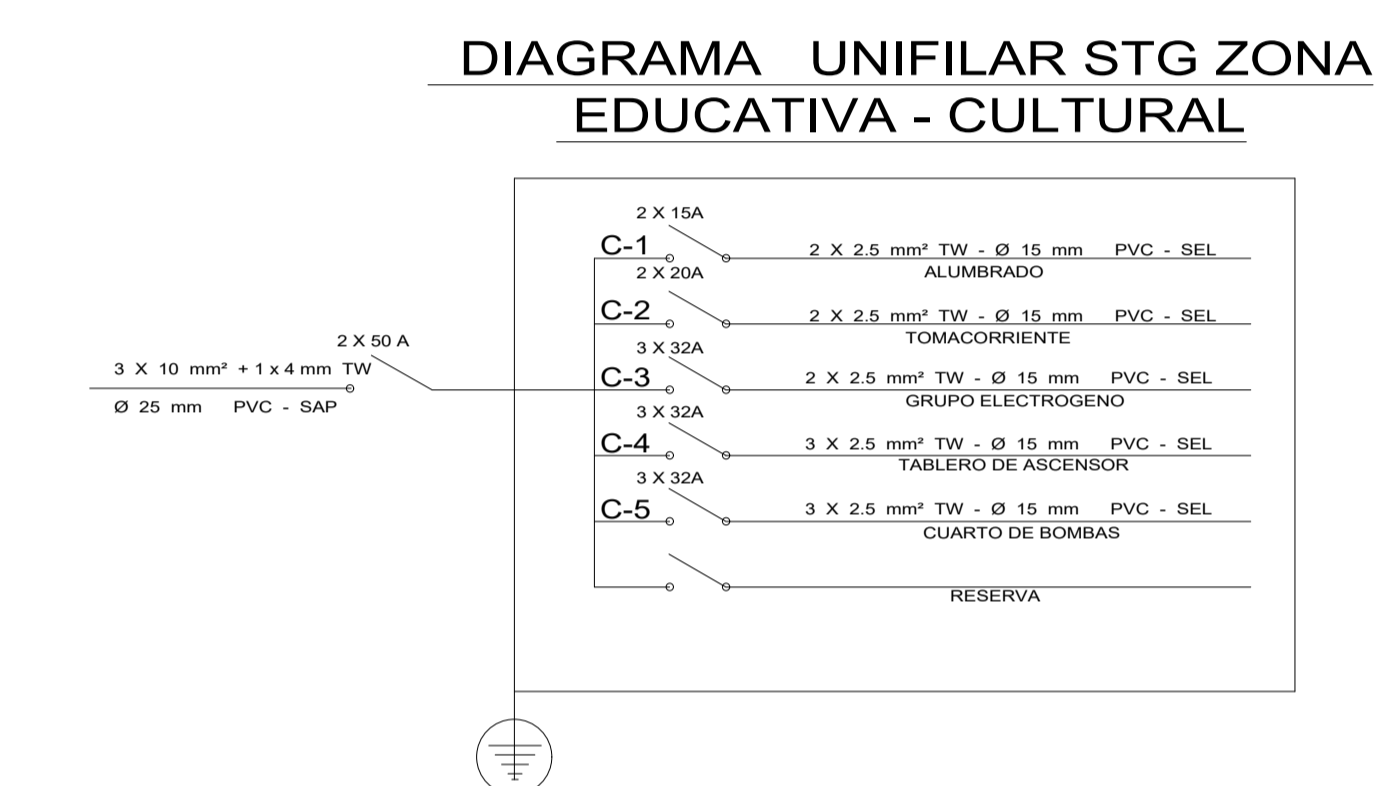 DIAGRAMA UNIFILAR STG ZONA
EDUCATIVA - CULTURAL
2 X 50 A
3 X 10 mm² + 1 x 4 mm TW
Ø 25 mm PVC - SAP
2 X 15A
C-1
2 X 2.5 mm² TW - Ø 15 mm PVC - SEL
ALUMBRADO
2 X 20A
C-2
2 X 2.5 mm² TW - Ø 15 mm PVC - SEL
TOMACORRIENTE
3 X 32A
C-3
2 X 2.5 mm² TW - Ø 15 mm PVC - SEL
GRUPO ELECTROGENO
3 X 32A
C-4
3 X 2.5 mm² TW - Ø 15 mm PVC - SEL
TABLERO DE ASCENSOR
3 X 32A
C-5
3 X 2.5 mm² TW - Ø 15 mm PVC - SEL
CUARTO DE BOMBAS
RESERVA